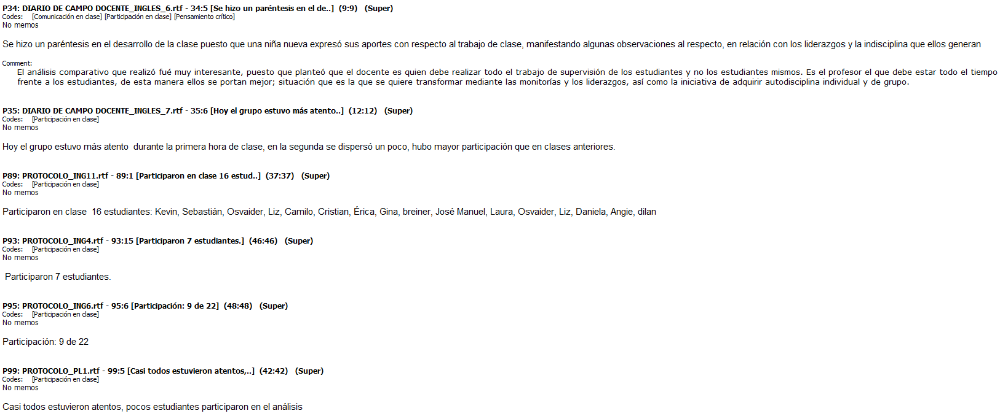 P34: DIARIO DE CAMPO DOCENTE_INGLES_6.rtf - 34:5 [Se hizo un paréntesis en el de..] (9:9) (Super)
Codes: [Comunicación en clase] [Participación en clase] [Pensamiento crítico]
No memos
Se hizo un paréntesis en el desarrollo de la clase puesto que una niña nueva expresó sus aportes con respecto al trabajo de clase, manifestando algunas observaciones al respecto, en relación con los liderazgos y la indisciplina que ellos generan
Comment:
El análisis comparativo que realizó fué muy interesante, puesto que planteó que el docente es quien debe realizar todo el trabajo de supervisión de los estudiantes y no los estudiantes mismos. Es el profesor el que debe estar todo el tiempo
frente a los estudiantes, de esta manera ellos se portan mejor; situación que es la que se quiere transformar mediante las monitorías y los liderazgos, así como la iniciativa de adquirir autodisciplina individual y de grupo.
P35: DIARIO DE CAMPO DOCENTE_INGLES_7.rtf - 35:6 [Hoy el grupo estuvo más atento..] (12:12) (Super)
Codes: [Participación en clase]
No memos
Hoy el grupo estuvo más atento durante la primera hora de clase, en la segunda se dispersó un poco, hubo mayor participación que en clases anteriores.
P89: PROTOCOLO_ING11.rtf - 89:1 [Participaron en clase 16 estud..] (37:37) (Super)
Codes: [Participación en clase]
No memos
Participaron en clase 16 estudiantes: Kevin, Sebastián, Osvaider, Liz, Camilo, Cristian, Érica, Gina, breiner, José Manuel, Laura, Osvaider, Liz, Daniela, Angie, dilan
P93: PROTOCOLO_ING4.rtf - 93:15 [Participaron 7 estudiantes.] (46:46) (Super)
Codes: [Participación en clase]
No memos
Participaron 7 estudiantes.
P95: PROTOCOLO_ING6.rtf - 95:6 [Participación: 9 de 22] (48:48) (Super)
Codes: [Participación en clase]
No memos
Participación: 9 de 22
P99: PROTOCOLO_PL1.rtf - 99:5 [Casi todos estuvieron atentos,..] (42:42) (Super)
Codes: [Participación en clase]
No memos
Casi todos estuvieron atentos, pocos estudiantes participaron en el análisis